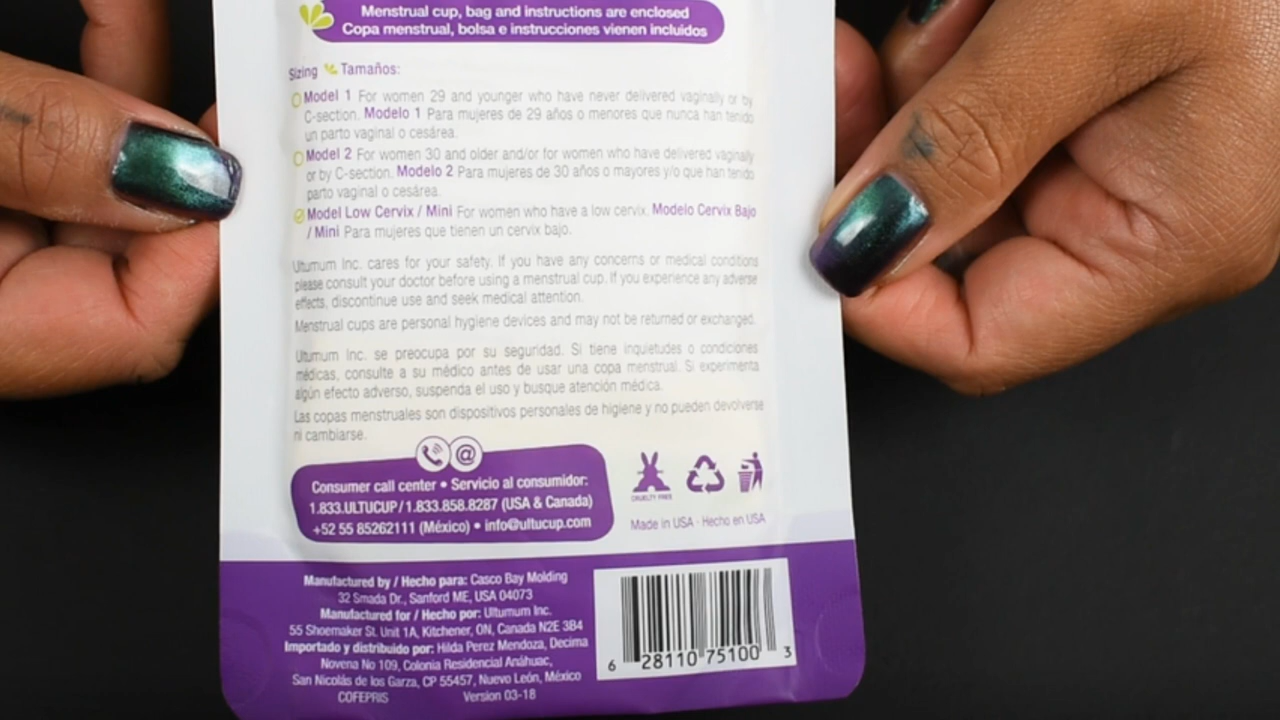 Menstrual cup, bag and instructions are enclosed
Copa menstrual, bolsa e instrucciones vienen incluidos
Sizing Tamaños:
Model 1 For women 29 and younger who have never delivered vaginally or by
C-section. Modelo 1 Para mujeres de 29 años o menores que nunca han tenido
un parto vaginal o cesárea.
Model 2 For women 30 and older and/or for women who have delivered vaginally
or by C-section. Modelo 2 Para mujeres de 30 años o mayores y/o que han tenido
parto vaginal o cesárea.
Model Low Cervix / Mini For women who have a low cervix. Modelo Cervix Bajo
/ Mini Para mujeres que tienen un cervix bajo.
Ultumum Inc. cares for your safety. If you have any concerns or medical conditions
please consult your doctor before using a menstrual cup. If you experience any adverse
effects, discontinue use and seek medical attention.
Menstrual cups are personal hygiene devices and may not be returned or exchanged.
Ultumum Inc. se preocupa por su seguridad. Si tiene inquietudes o condiciones
médicas, consulte a su médico antes de usar una copa menstrual. Si experimenta
algún efecto adverso, suspenda el uso y busque atención médica.
Las copas menstruales son dispositivos personales de higiene y no pueden devolverse
ni cambiarse.
@
Consumer call center • Servicio al consumidor:
1.833.ULTUCUP / 1.833.858.8287 (USA & Canada)
+52 55 85262111 (México) • info@ultucup.com
CRUELTY FREE
Made in USA · Hecho en USA
Manufactured by / Hecho para: Casco Bay Molding
32 Smada Dr., Sanford ME, USA 04073
Manufactured for / Hecho por: Ultumum Inc.
55 Shoemaker St. Unit 1A, Kitchener, ON, Canada N2E 3B4
Importado y distribuido por: Hilda Perez Mendoza, Decima
Novena No 109, Colonia Residencial Anáhuac,
San Nicolás de los Garza, CP 55457, Nuevo León, México
COFEPRIS Version 03-18
6 28110 75100 3